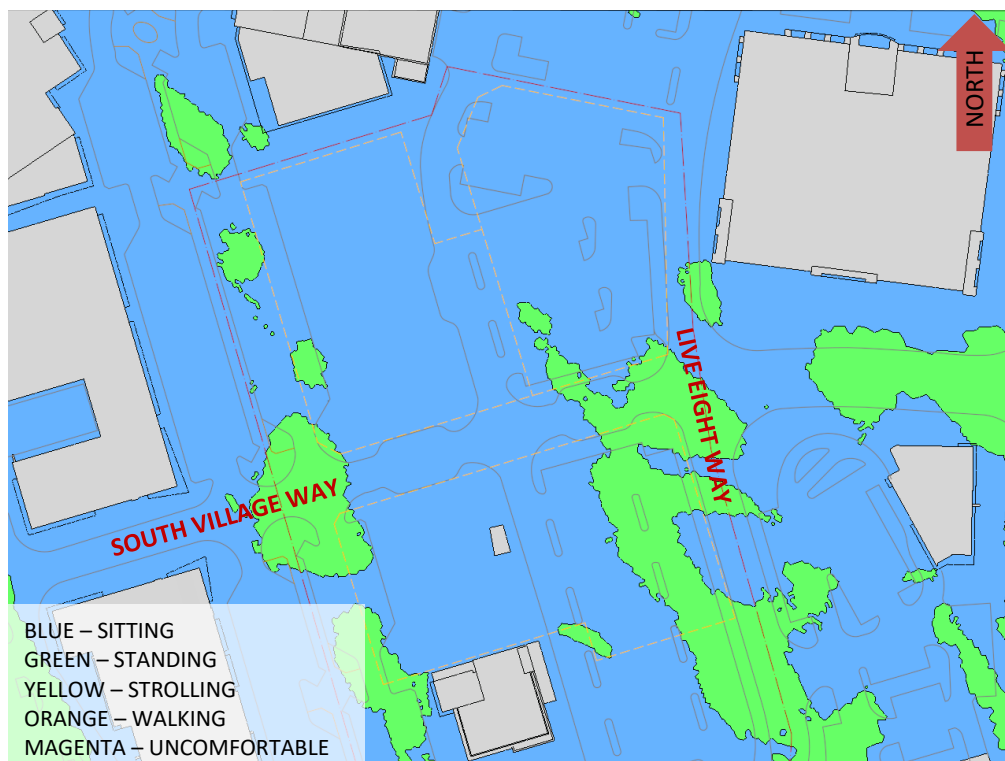 NORTH
LIVE EIGHT WAY
SOUTH VILLAGE WAY
BLUE – SITTING
GREEN – STANDING
YELLOW – STROLLING
ORANGE – WALKING
MAGENTA – UNCOMFORTABLE